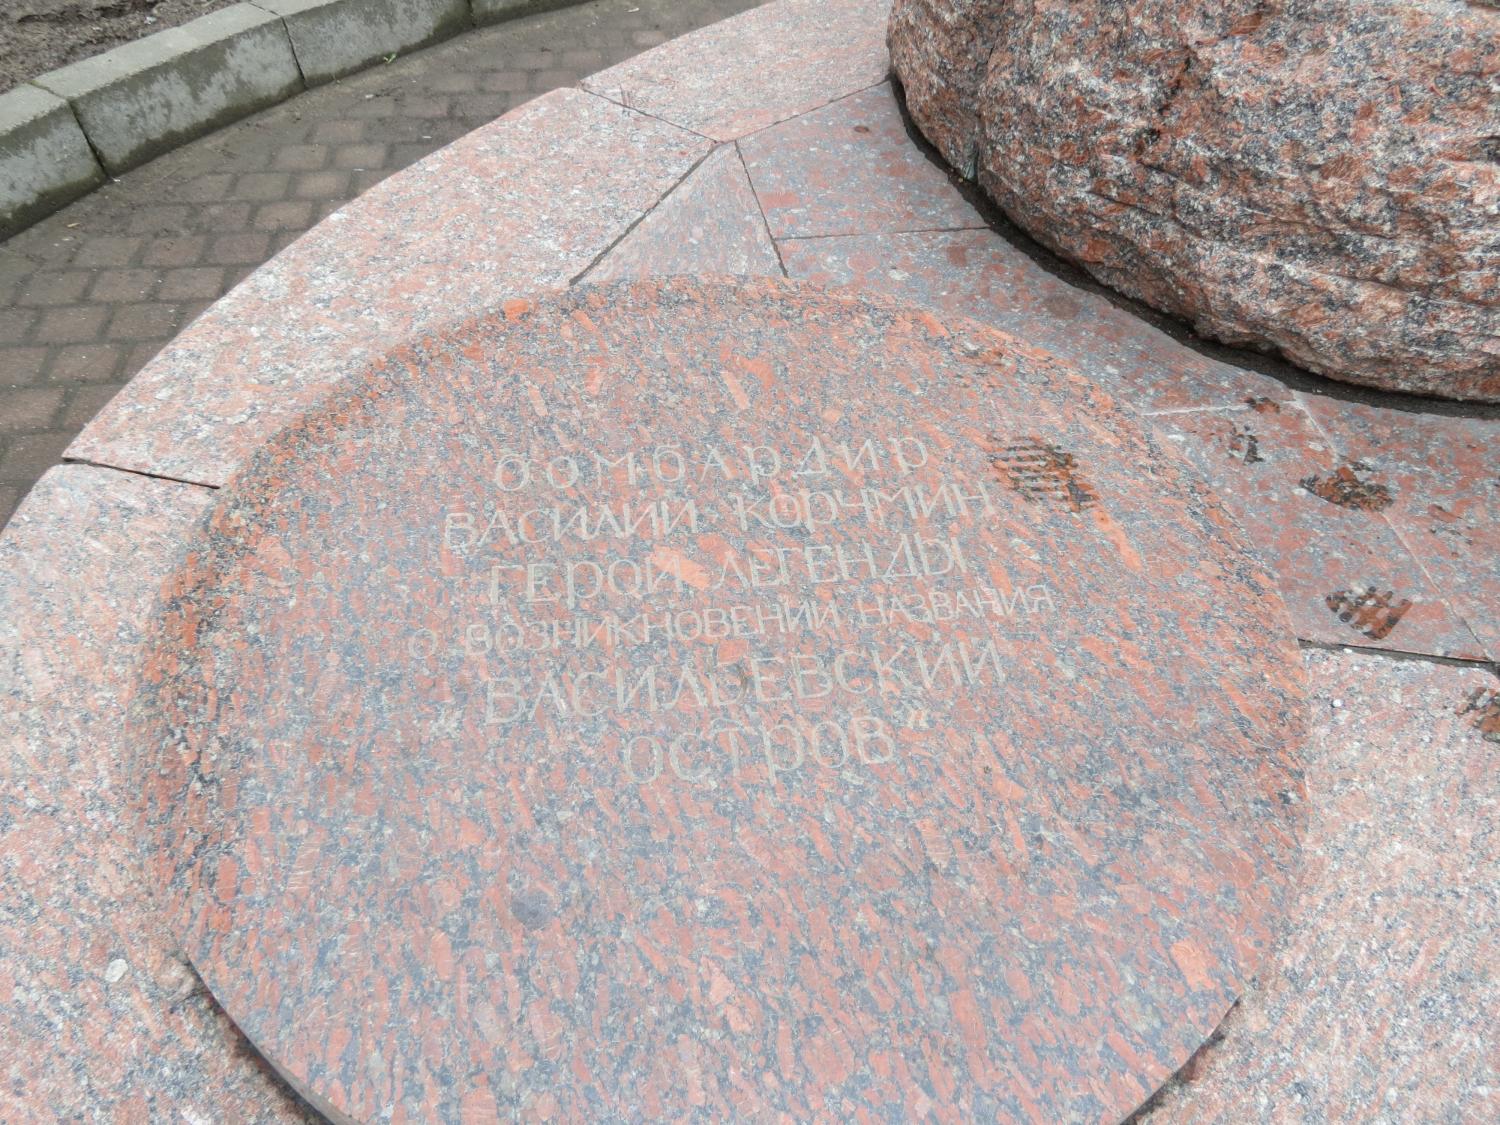 БОМБАРДИР
ВАСИЛИЙ КОРЧМИН
ГЕРОЙ ЛЕГЕНДЫ
О ВОЗНИКНОВЕНИИ НАЗВАНИЯ
"ВАСИЛЬЕВСКИЙ
ОСТРОВ"